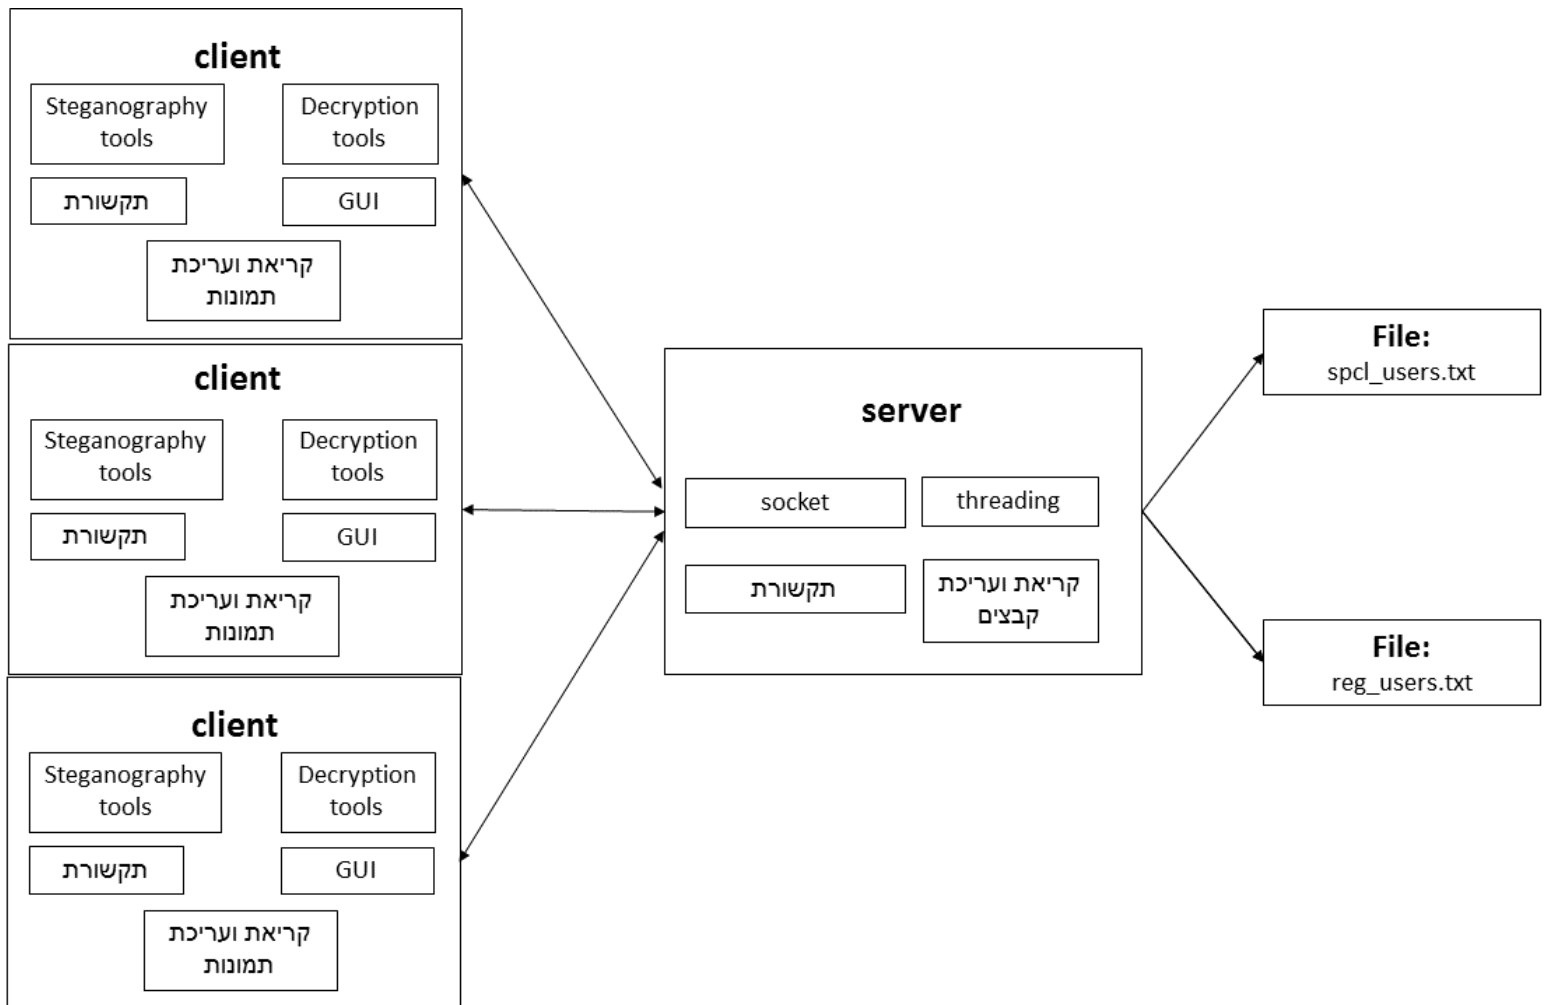 client
Steganography
tools
Decryption
tools
תקשורת
GUI
קריאת ועריכת
תמונות
client
Steganography
tools
Decryption
tools
תקשורת
GUI
קריאת ועריכת
תמונות
client
Steganography
tools
Decryption
tools
תקשורת
GUI
קריאת ועריכת
תמונות
server
socket
threading
תקשורת
קריאת ועריכת
קבצים
File:
spcl_users.txt
File:
reg_users.txt